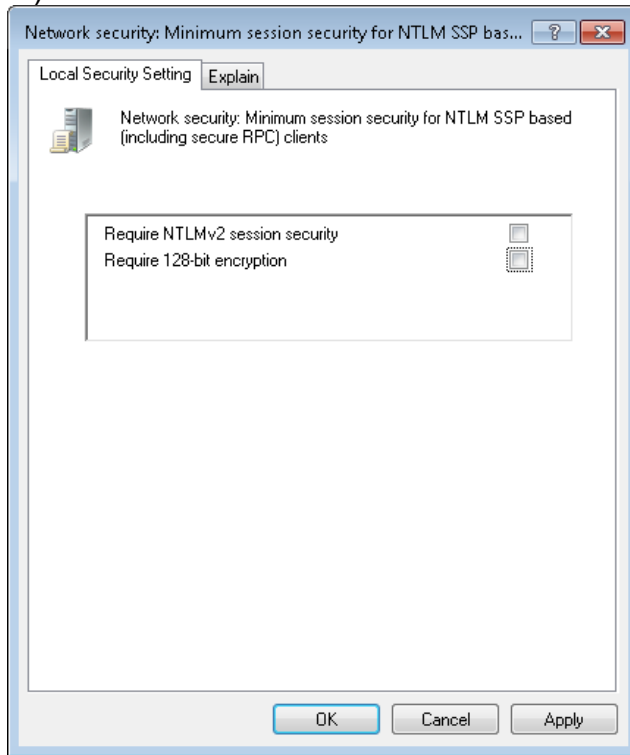 Network security: Minimum session security for NTLM SSP bas...
Local Security Setting
Explain
Network security: Minimum session security for NTLM SSP based
(including secure RPC) clients
Require NTLMv2 session security
Require 128-bit encryption
OK
Cancel
Apply